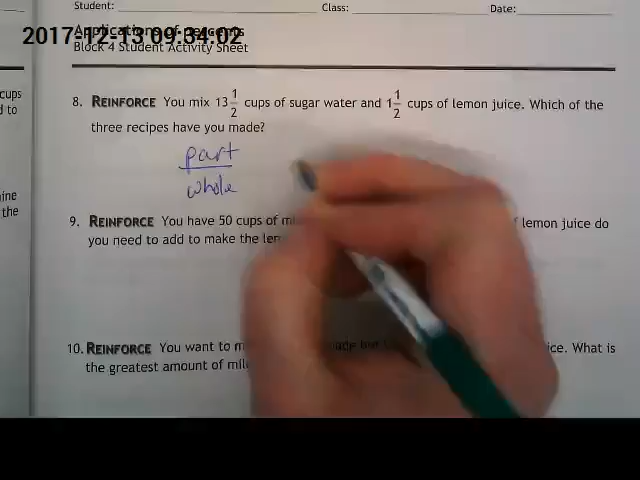 Student: Class: Date:
2017-12-13 09:34:02
Applications of percents
Block 4 Student Activity Sheet
cups
d to
8. REINFORCE You mix 13 1/2 cups of sugar water and 1 1/2 cups of lemon juice. Which of the
three recipes have you made?
part
whole
ine
the
9. REINFORCE You have 50 cups of lemon juice do
you need to add to make the
10. REINFORCE You want to What is
the greatest amount of